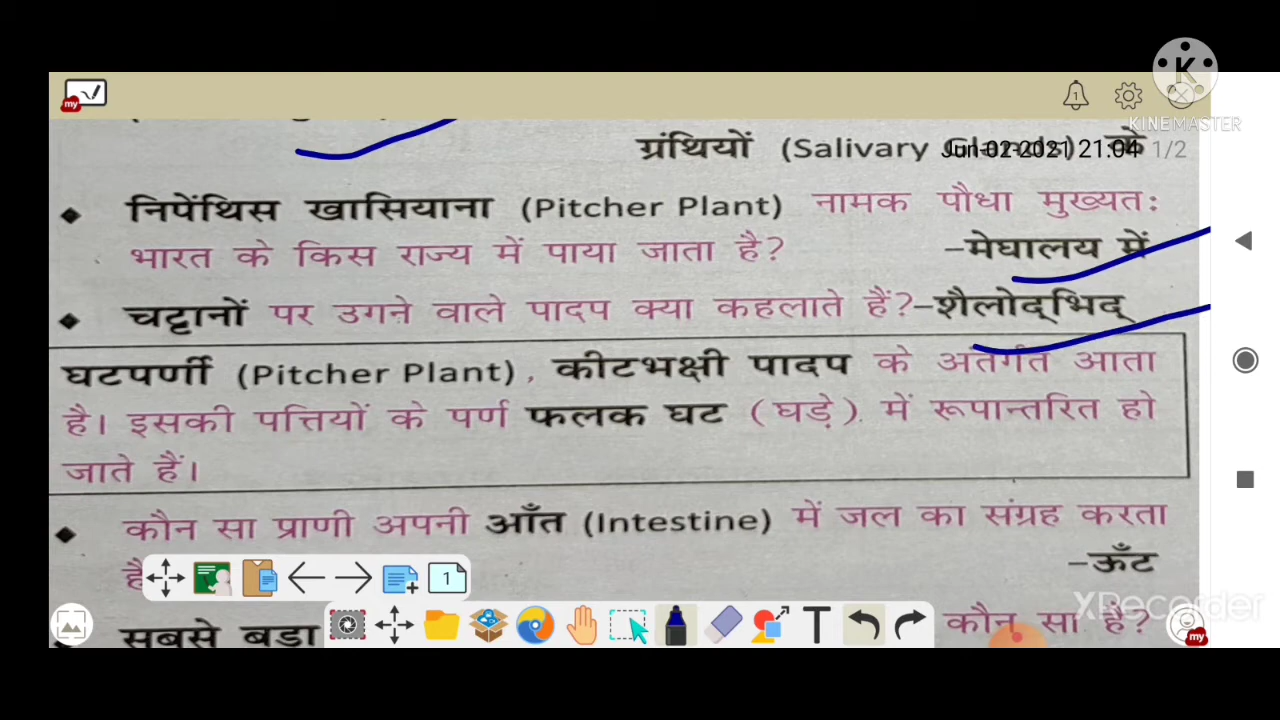 KINEMASTER
ग्रंथियों (Salivary Glands) के
Jun-02-2021 21:04 1/2
निपेंथिस खासियाना (Pitcher Plant) नामक पौधा मुख्यतः
भारत के किस राज्य में पाया जाता है? –मेघालय में
चट्टानों पर उगने वाले पादप क्या कहलाते हैं?–शैलोद्‌भिद्
घटपर्णी (Pitcher Plant), कीटभक्षी पादप के अंतर्गत आता
है। इसकी पत्तियों के पर्ण फलक घट (घड़े) में रूपान्तरित हो
जाते हैं।
कौन सा प्राणी अपनी आँत (Intestine) में जल का संग्रह करता
है –ऊँट
सबसे बडा कौन सा है?
XRecorder